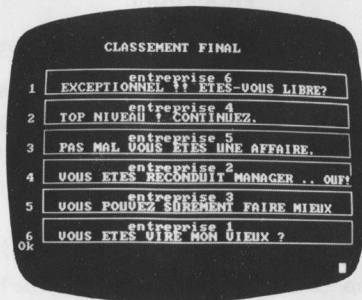 CLASSEMENT FINAL
entreprise 6
1 EXCEPTIONNEL !! ETES-VOUS LIBRE?
entreprise 4
2 TOP NIVEAU ! CONTINUEZ.
entreprise 5
3 PAS MAL VOUS ETES UNE AFFAIRE.
entreprise 2
4 VOUS ETES RECONDUIT MANAGER .. OUF!
entreprise 3
5 VOUS POUVEZ SUREMENT FAIRE MIEUX
entreprise 1
6 VOUS ETES VIRE MON VIEUX ?
Ok